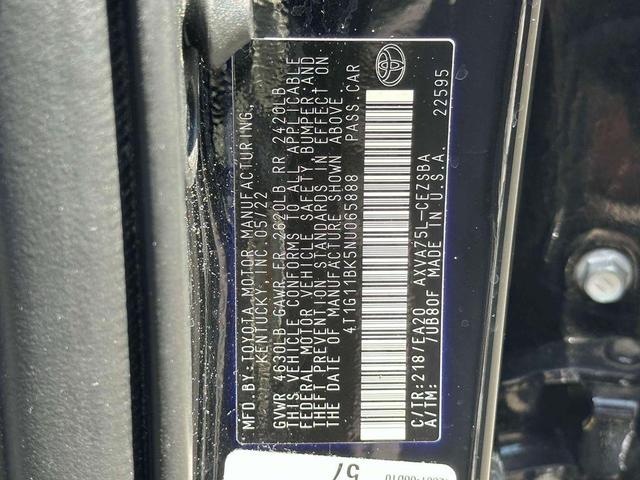 MFD. BY: TOYOTA MOTOR MANUFACTURING,
KENTUCKY, INC. 05/22
GVWR 4630LB GAWR FR 2620LB RR 2420LB
THIS VEHICLE CONFORMS TO ALL APPLICABLE
FEDERAL MOTOR VEHICLE SAFETY, BUMPER AND
THEFT PREVENTION STANDARDS IN EFFECT ON
THE DATE OF MANUFACTURE SHOWN ABOVE.
4T1G11BK5NU065888 PASS.CAR
C/TR:218/EA20 AXVA75L-CEZSBA
A/TM: /0680F MADE IN U.S.A. 22595
57